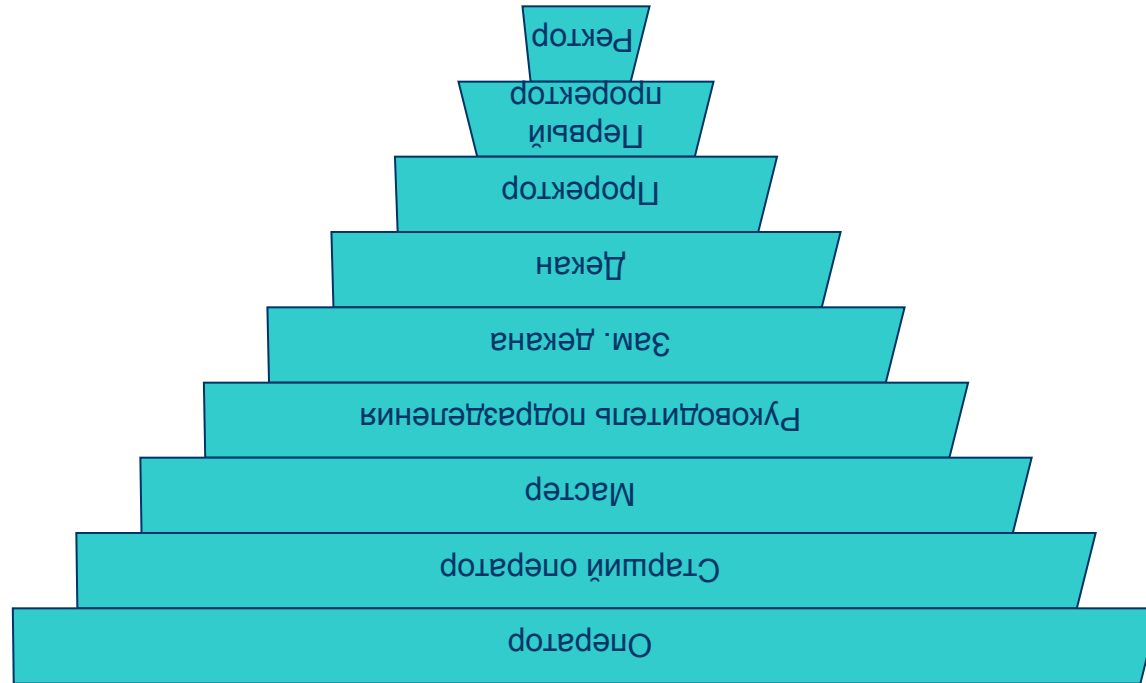 Ректор
Первый
проректор
Проректор
Декан
Зам. декана
Руководитель подразделения
Мастер
Старший оператор
Оператор